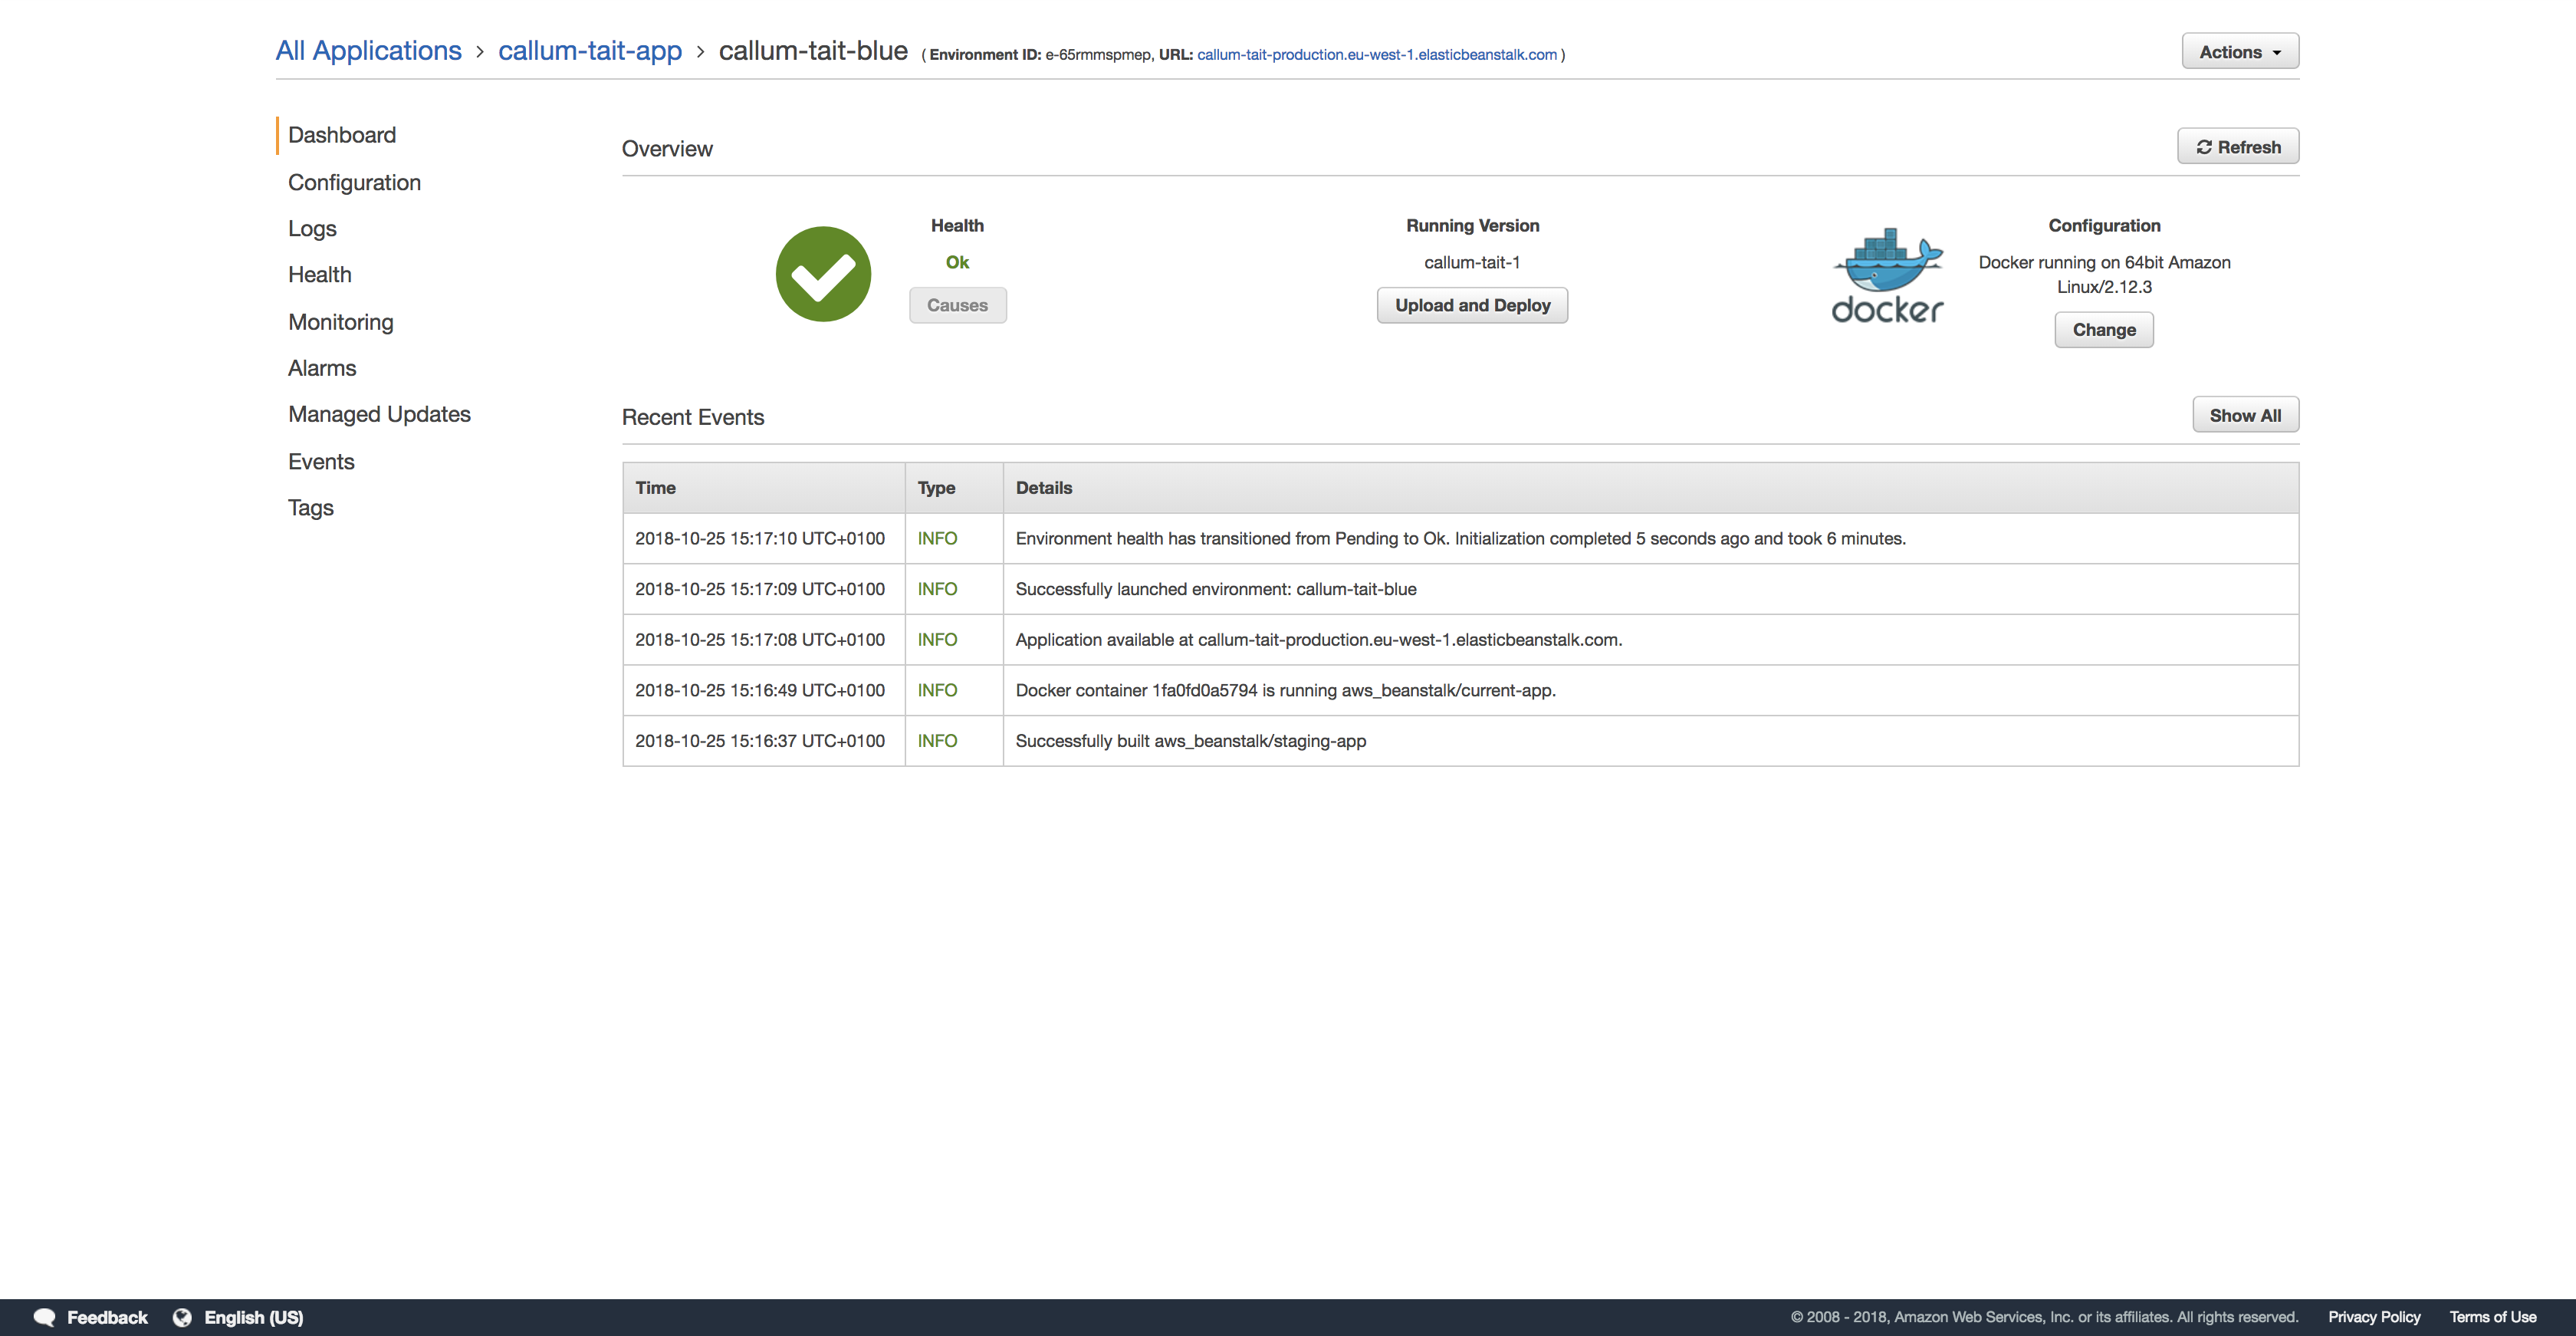 All Applications > callum-tait-app > callum-tait-blue ( Environment ID: e-65rmmspmep, URL: callum-tait-production.eu-west-1.elasticbeanstalk.com )
Actions
Dashboard
Configuration
Logs
Health
Monitoring
Alarms
Managed Updates
Events
Tags
Overview
Refresh
Health
Ok
Causes
Running Version
callum-tait-1
Upload and Deploy
docker
Configuration
Docker running on 64bit Amazon
Linux/2.12.3
Change
Recent Events
Show All
Time Type Details
2018-10-25 15:17:10 UTC+0100 INFO Environment health has transitioned from Pending to Ok. Initialization completed 5 seconds ago and took 6 minutes.
2018-10-25 15:17:09 UTC+0100 INFO Successfully launched environment: callum-tait-blue
2018-10-25 15:17:08 UTC+0100 INFO Application available at callum-tait-production.eu-west-1.elasticbeanstalk.com.
2018-10-25 15:16:49 UTC+0100 INFO Docker container 1fa0fd0a5794 is running aws_beanstalk/current-app.
2018-10-25 15:16:37 UTC+0100 INFO Successfully built aws_beanstalk/staging-app
Feedback English (US) © 2008 - 2018, Amazon Web Services, Inc. or its affiliates. All rights reserved. Privacy Policy Terms of Use